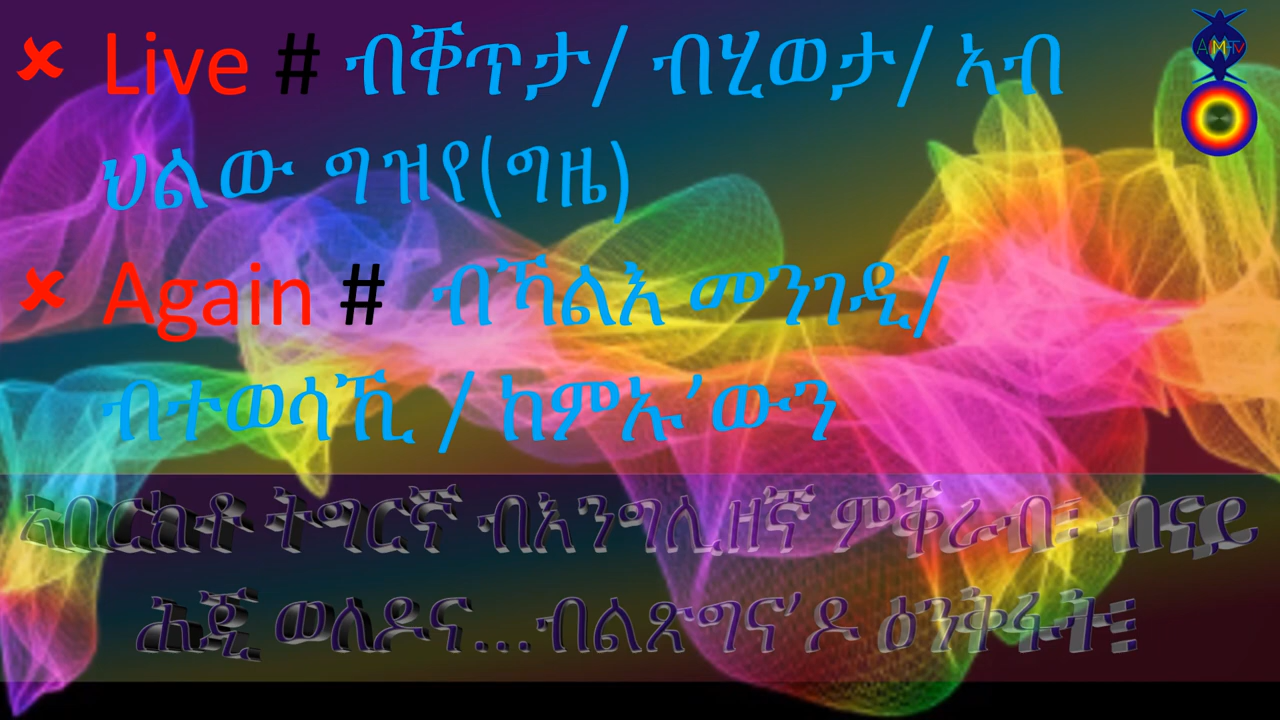 ✘ Live # ብቐጥታ/ ብሂወታ/ ኣብ
ህልው ግዝየ(ግዜ)
✘ Again # ብኻልእ መንገዲ/
ብተወሳኺ / ከምኡ’ውን
ኣበርክቶ ትግርኛ ብእንግሊዘኛ ምቕራብ፡ ብናይ
ሕጂ ወለዶና...ብልጽግና’ዶ ዕንቅፋት፧
AMTV